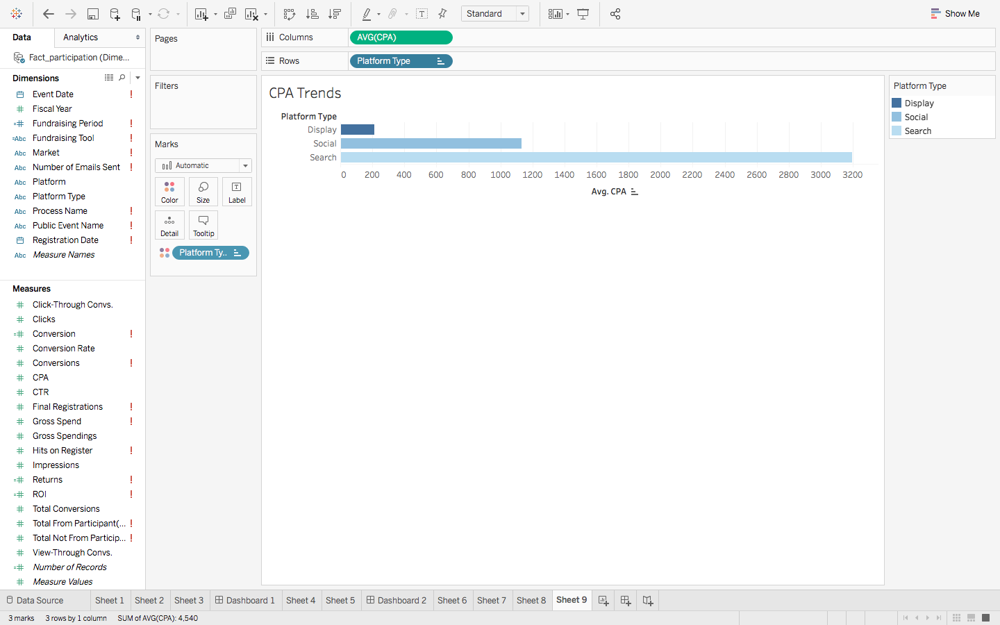 Standard
Show Me
Data
Analytics
Fact_participation (Dime...
Dimensions
Event Date !
Fiscal Year
Fundraising Period !
Abc Fundraising Tool !
Abc Market !
Abc Number of Emails Sent !
Abc Platform
Abc Platform Type
Abc Process Name !
Abc Public Event Name !
Registration Date !
Abc Measure Names
Measures
Click-Through Convs.
Clicks
Conversion !
Conversion Rate
Conversions !
CPA
CTR
Final Registrations !
Gross Spend !
Gross Spendings
Hits on Register !
Impressions
Returns !
ROI !
Total Conversions
Total From Participant(... !
Total Not From Particip... !
View-Through Convs.
Number of Records
Measure Values
Pages
Filters
Marks
Automatic
Color
Size
Label
Detail
Tooltip
Platform Ty..
Columns
AVG(CPA)
Rows
Platform Type
CPA Trends
Platform Type
Display
Social
Search
0 200 400 600 800 1000 1200 1400 1600 1800 2000 2200 2400 2600 2800 3000 3200
Avg. CPA
Platform Type
Display
Social
Search
Data Source
Sheet 1
Sheet 2
Sheet 3
Dashboard 1
Sheet 4
Sheet 5
Dashboard 2
Sheet 6
Sheet 7
Sheet 8
Sheet 9
3 marks
3 rows by 1 column
SUM of AVG(CPA): 4,540